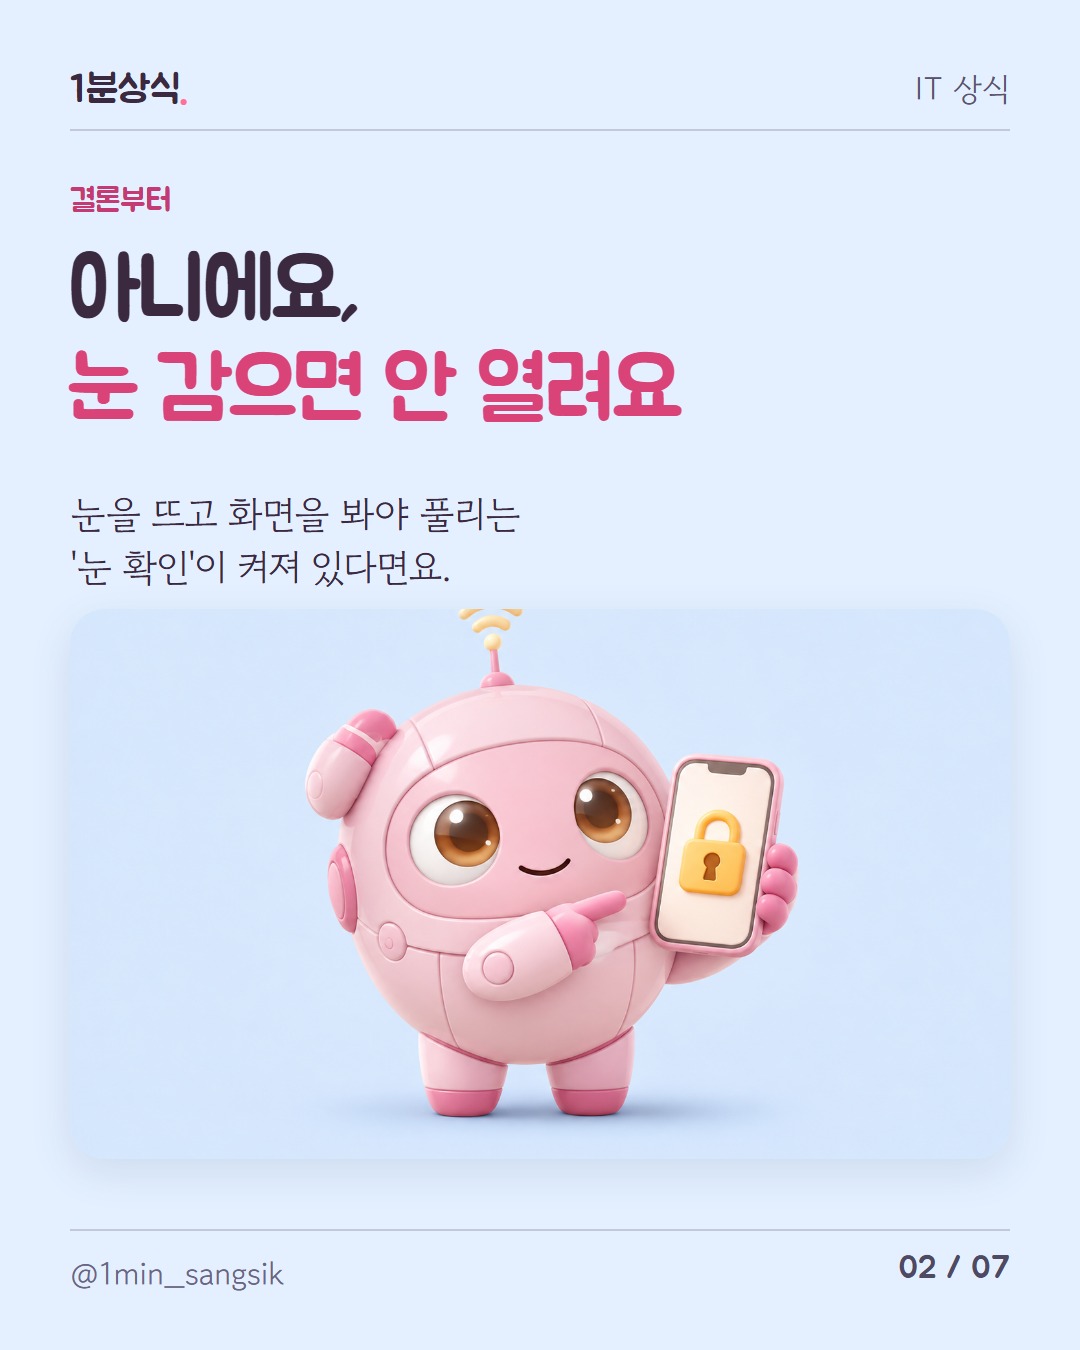 1분상식.
IT 상식
결론부터
아니에요,
눈 감으면 안 열려요
눈을 뜨고 화면을 봐야 풀리는
'눈 확인'이 켜져 있다면요.
@1min_sangsik
02 / 07